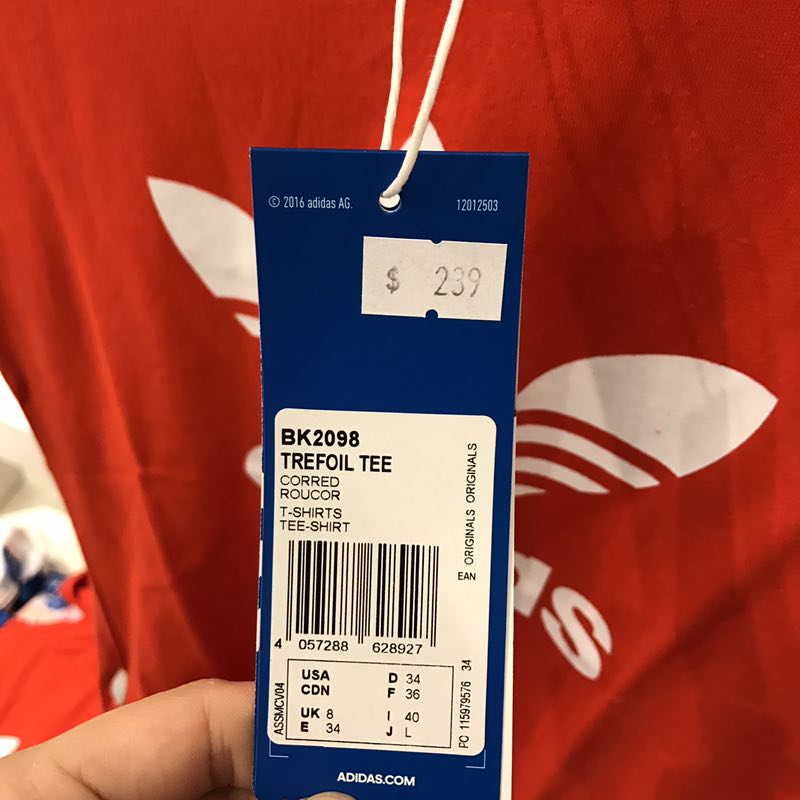 © 2016 adidas AG.
12012503
$ 239
BK2098
TREFOIL TEE
CORRED
ROUCOR
T-SHIRTS
TEE-SHIRT
ORIGINALS ORIGINALS
EAN
4 057288 628927
ASSMCV04
USA
CDN
UK 8
E 34
D 34
F 36
I 40
J L
PC 115979576 34
ADIDAS.COM